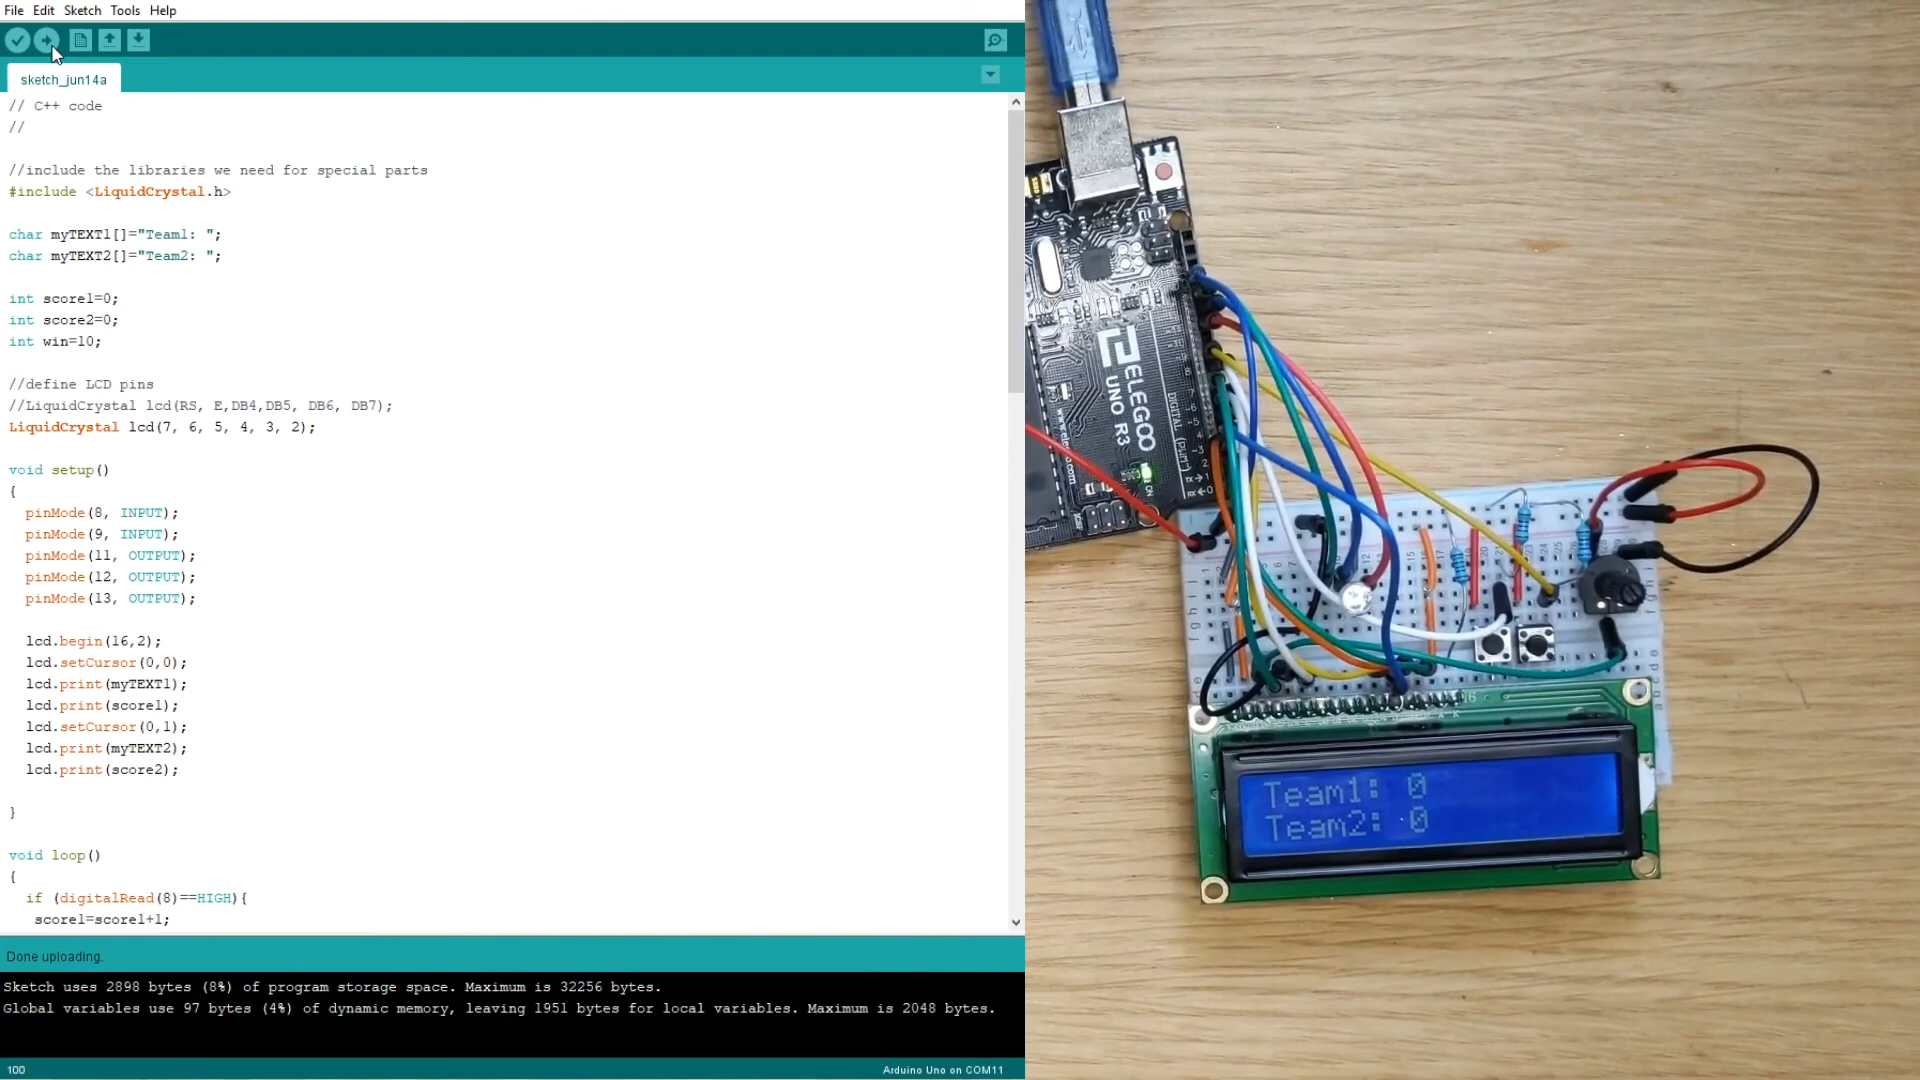 File Edit Sketch Tools Help
sketch_jun14a
// C++ code
//
//include the libraries we need for special parts
#include <LiquidCrystal.h>
char myTEXT1[]="Team1: ";
char myTEXT2[]="Team2: ";
int score1=0;
int score2=0;
int win=10;
//define LCD pins
//LiquidCrystal lcd(RS, E,DB4,DB5, DB6, DB7);
LiquidCrystal lcd(7, 6, 5, 4, 3, 2);
void setup()
{
pinMode(8, INPUT);
pinMode(9, INPUT);
pinMode(11, OUTPUT);
pinMode(12, OUTPUT);
pinMode(13, OUTPUT);
lcd.begin(16,2);
lcd.setCursor(0,0);
lcd.print(myTEXT1);
lcd.print(score1);
lcd.setCursor(0,1);
lcd.print(myTEXT2);
lcd.print(score2);
}
void loop()
{
if (digitalRead(8)==HIGH){
score1=score1+1;
Done uploading.
Sketch uses 2898 bytes (8%) of program storage space. Maximum is 32256 bytes.
Global variables use 97 bytes (4%) of dynamic memory, leaving 1951 bytes for local variables. Maximum is 2048 bytes.
100
Arduino Uno on COM11
ELEGOO
UNO R3
ON
Team1: 0
Team2: 0